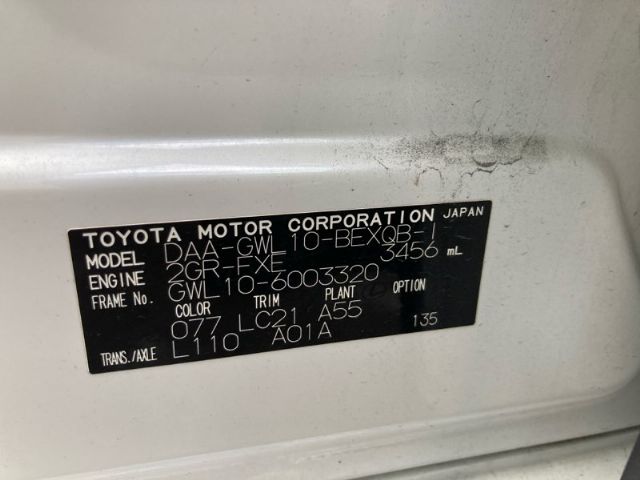 TOYOTA MOTOR CORPORATION JAPAN
MODEL DAA-GWL10-BEXQB-I
ENGINE 2GR-FXE 3456 mL
FRAME No. GWL10-6003320
COLOR TRIM PLANT OPTION
077 LC21 A55 135
TRANS./AXLE L110 A01A